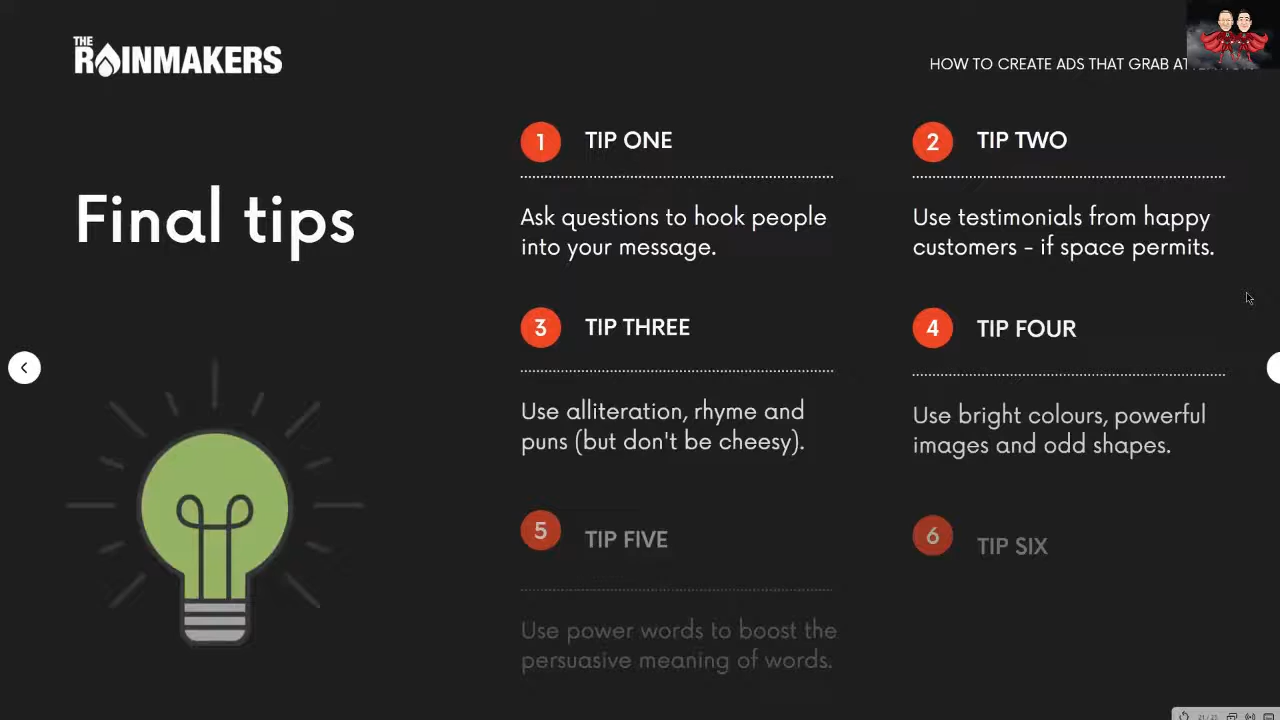 THE
RAINMAKERS
HOW TO CREATE ADS THAT GRAB
Final tips
1 TIP ONE
Ask questions to hook people
into your message.
2 TIP TWO
Use testimonials from happy
customers - if space permits.
3 TIP THREE
Use alliteration, rhyme and
puns (but don't be cheesy).
4 TIP FOUR
Use bright colours, powerful
images and odd shapes.
5 TIP FIVE
Use power words to boost the
persuasive meaning of words.
6 TIP SIX